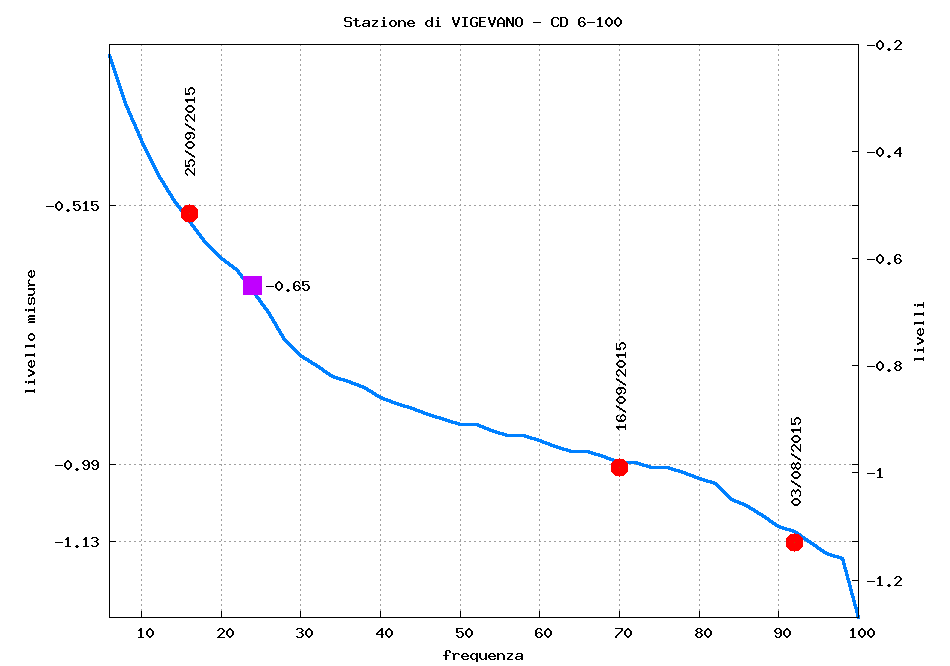 Stazione di VIGEVANO - CD 6-100
-0.2
25/09/2015
-0.4
-0.515
-0.6
livello misure
-0.65
livelli
16/09/2015
-0.8
03/08/2015
-0.99
-1
-1.13
-1.2
10 20 30 40 50 60 70 80 90 100
frequenza